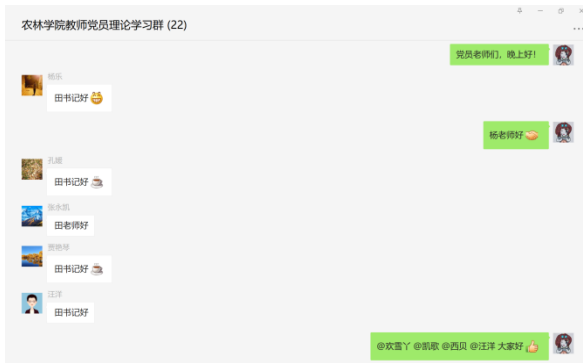 农林学院教师党员理论学习群 (22)
党员老师们，晚上好！
杨乐
田书记好
杨老师好
孔嫚
田书记好
张永凯
田老师好
田书记好
汪洋
田书记好
@欢雪丫 @凯歌 @西贝 @汪洋 大家好